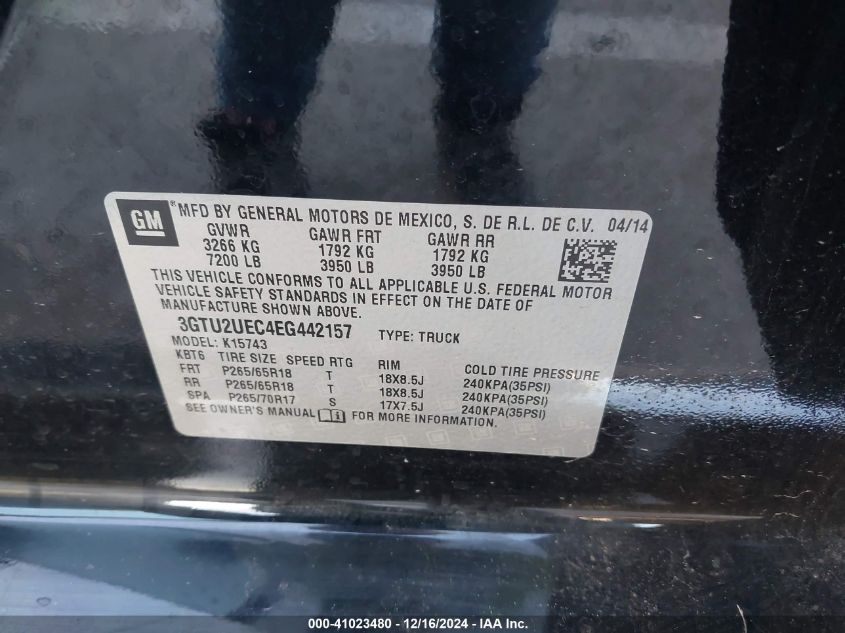 GM ® MFD BY GENERAL MOTORS DE MEXICO, S. DE R.L. DE C.V. 04/14
GVWR GAWR FRT GAWR RR
3266 KG 1792 KG 1792 KG
7200 LB 3950 LB 3950 LB
THIS VEHICLE CONFORMS TO ALL APPLICABLE U.S. FEDERAL MOTOR
VEHICLE SAFETY STANDARDS IN EFFECT ON THE DATE OF
MANUFACTURE SHOWN ABOVE.
3GTU2UEC4EG442157 TYPE: TRUCK
MODEL: K15743
KBT6 TIRE SIZE SPEED RTG RIM COLD TIRE PRESSURE
FRT P265/65R18 T 18X8.5J 240KPA(35PSI)
RR P265/65R18 T 18X8.5J 240KPA(35PSI)
SPA P265/70R17 S 17X7.5J 240KPA(35PSI)
SEE OWNER'S MANUAL FOR MORE INFORMATION.
000-41023480 - 12/16/2024 - IAA Inc.